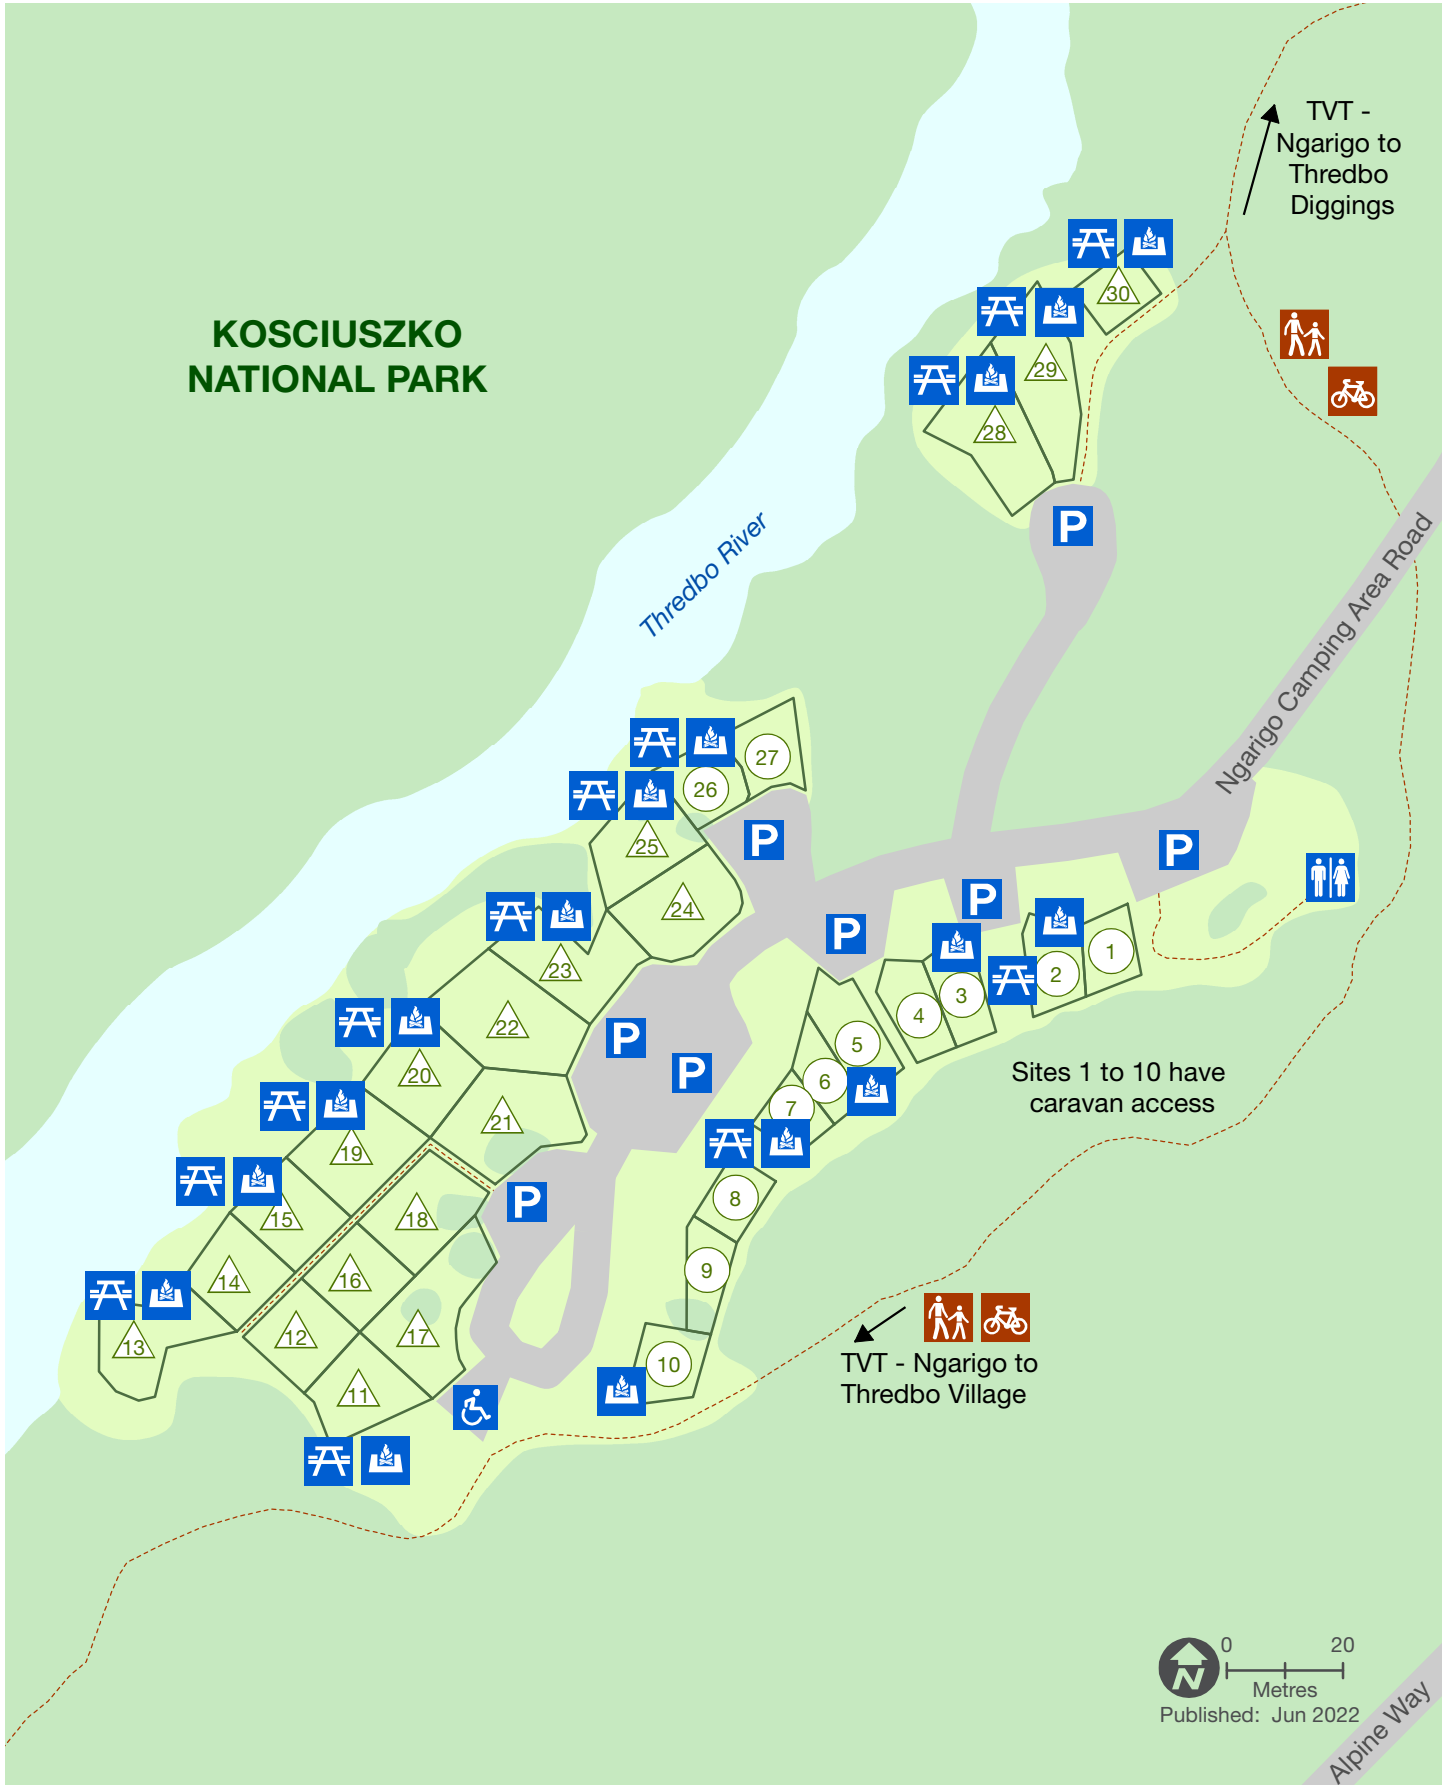 TVT -
Ngarigo to
Thredbo
Diggings
KOSCIUSZKO
NATIONAL PARK
30
29
28
P
Thredbo River
Ngarigo Camping Area Road
27
26
25
24
P
P
P
P
23
22
20
21
19
18
15
14
16
12
17
13
11
P
P
P
1
2
3
4
5
6
7
8
9
10
Sites 1 to 10 have
caravan access
TVT - Ngarigo to
Thredbo Village
N
0 20
Metres
Published: Jun 2022
Alpine Way